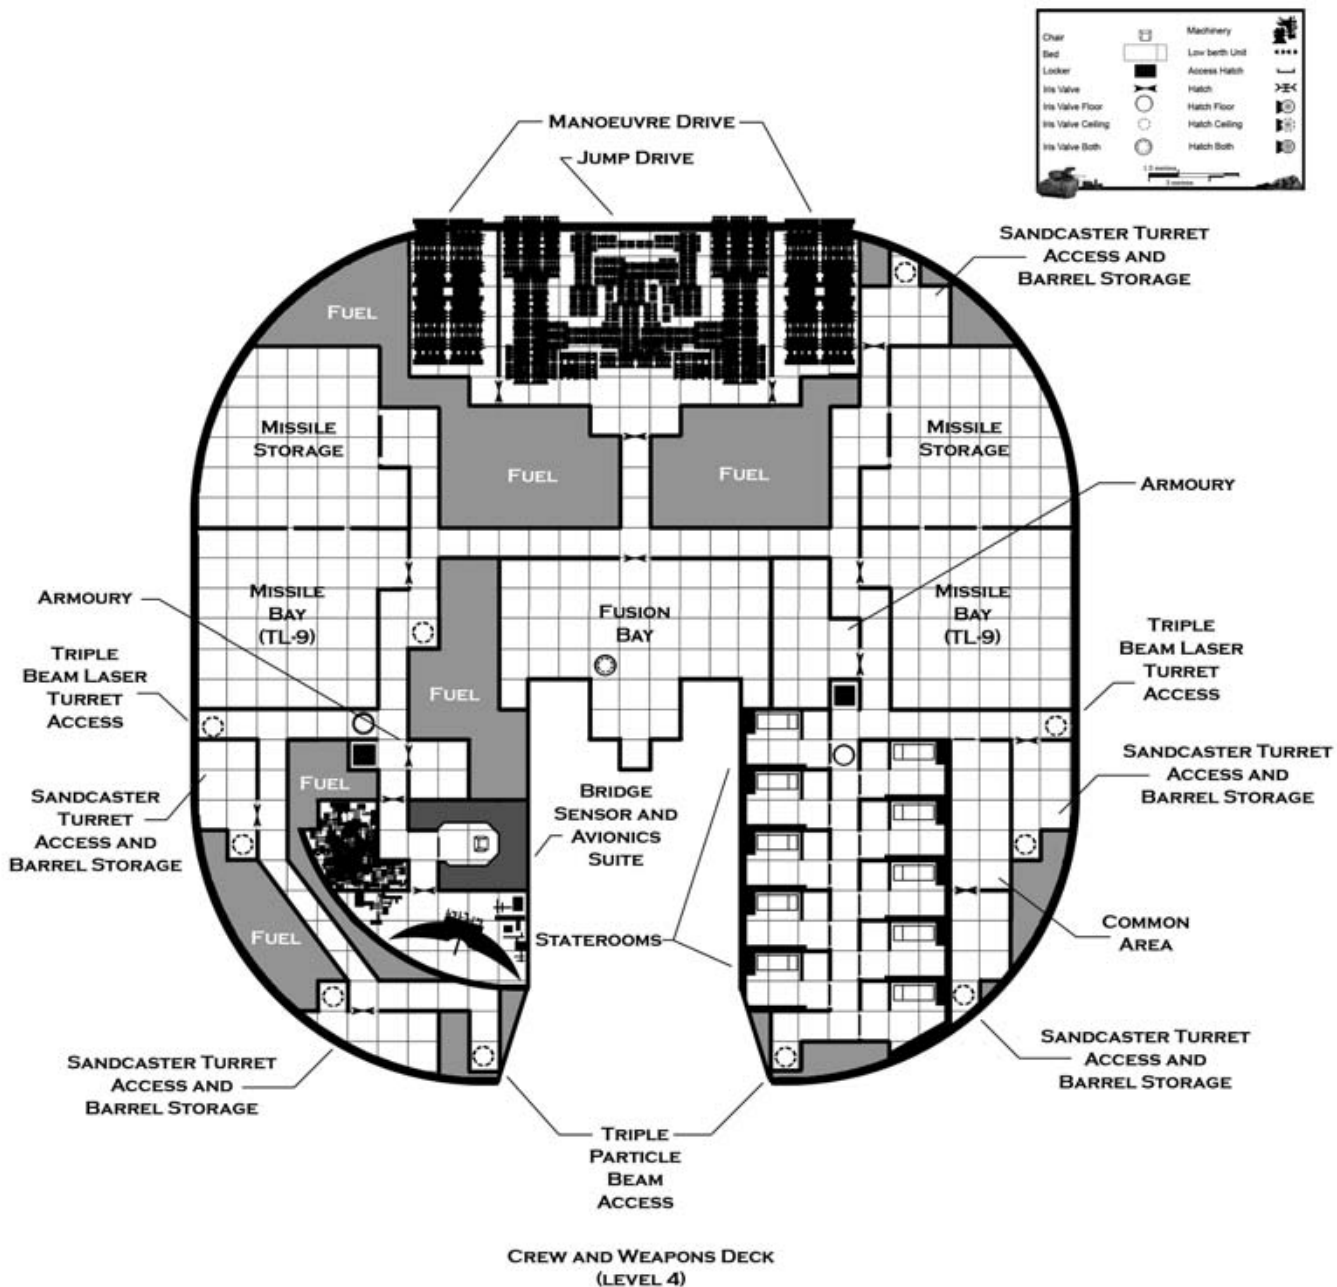 Chair
Bed
Locker
Iris Valve
Iris Valve Floor
Iris Valve Ceiling
Iris Valve Both
Machinery
Low berth Unit
Access Hatch
Hatch
Hatch Floor
Hatch Ceiling
Hatch Both
1.5 metres
3 metres
MANOEUVRE DRIVE
JUMP DRIVE
SANDCASTER TURRET
ACCESS AND
BARREL STORAGE
FUEL
MISSILE
STORAGE
FUEL
FUEL
MISSILE
STORAGE
ARMOURY
ARMOURY
MISSILE
BAY
(TL-9)
FUSION
BAY
MISSILE
BAY
(TL-9)
TRIPLE
BEAM LASER
TURRET
ACCESS
TRIPLE
BEAM LASER
TURRET
ACCESS
FUEL
FUEL
SANDCASTER
TURRET
ACCESS AND
BARREL STORAGE
BRIDGE
SENSOR AND
AVIONICS
SUITE
SANDCASTER TURRET
ACCESS AND
BARREL STORAGE
FUEL
STATEROOMS
COMMON
AREA
SANDCASTER TURRET
ACCESS AND
BARREL STORAGE
SANDCASTER TURRET
ACCESS AND
BARREL STORAGE
TRIPLE
PARTICLE
BEAM
ACCESS
CREW AND WEAPONS DECK
(LEVEL 4)